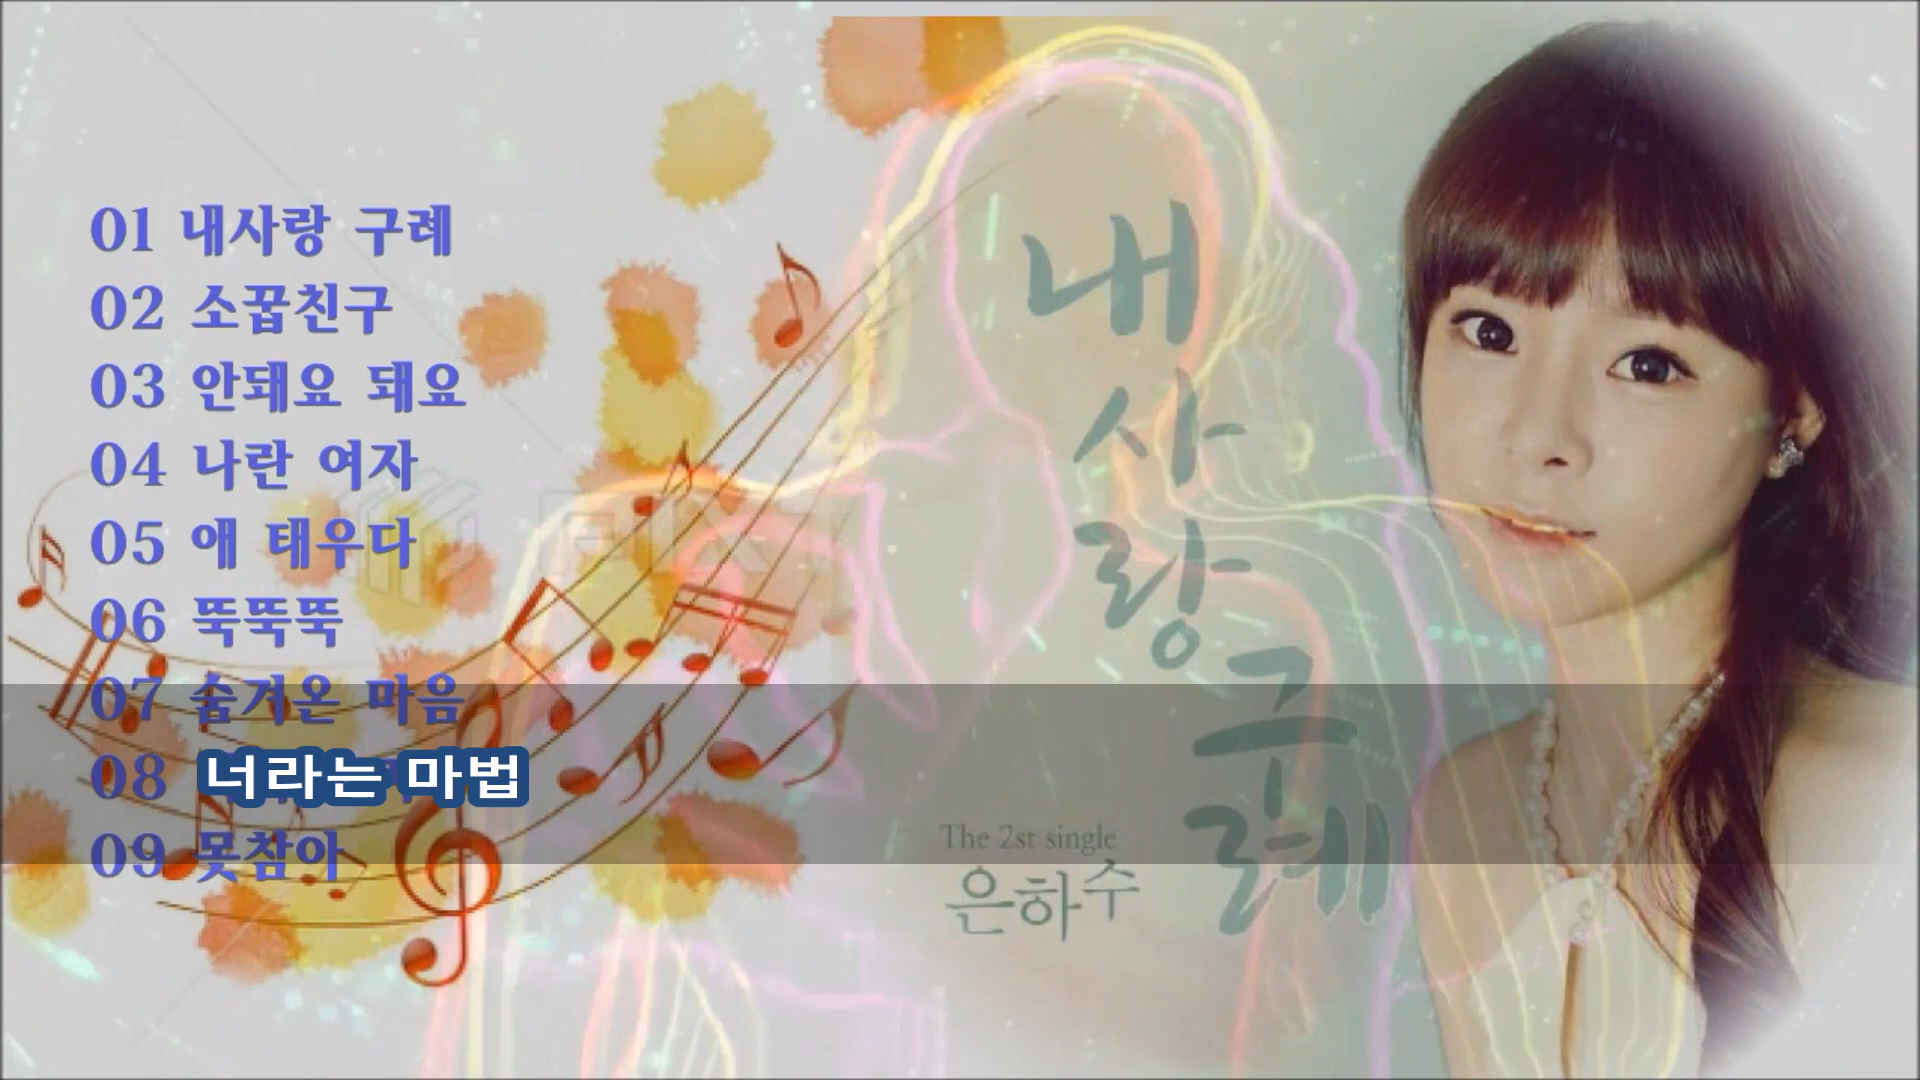 01 내사랑 구례
02 소꿉친구
03 안돼요 돼요
04 나란 여자
05 애 태우다
06 뚝뚝뚝
07 숨겨온 마음
08 너라는 마법
09 못참아
내사랑구례
The 2st single
은하수